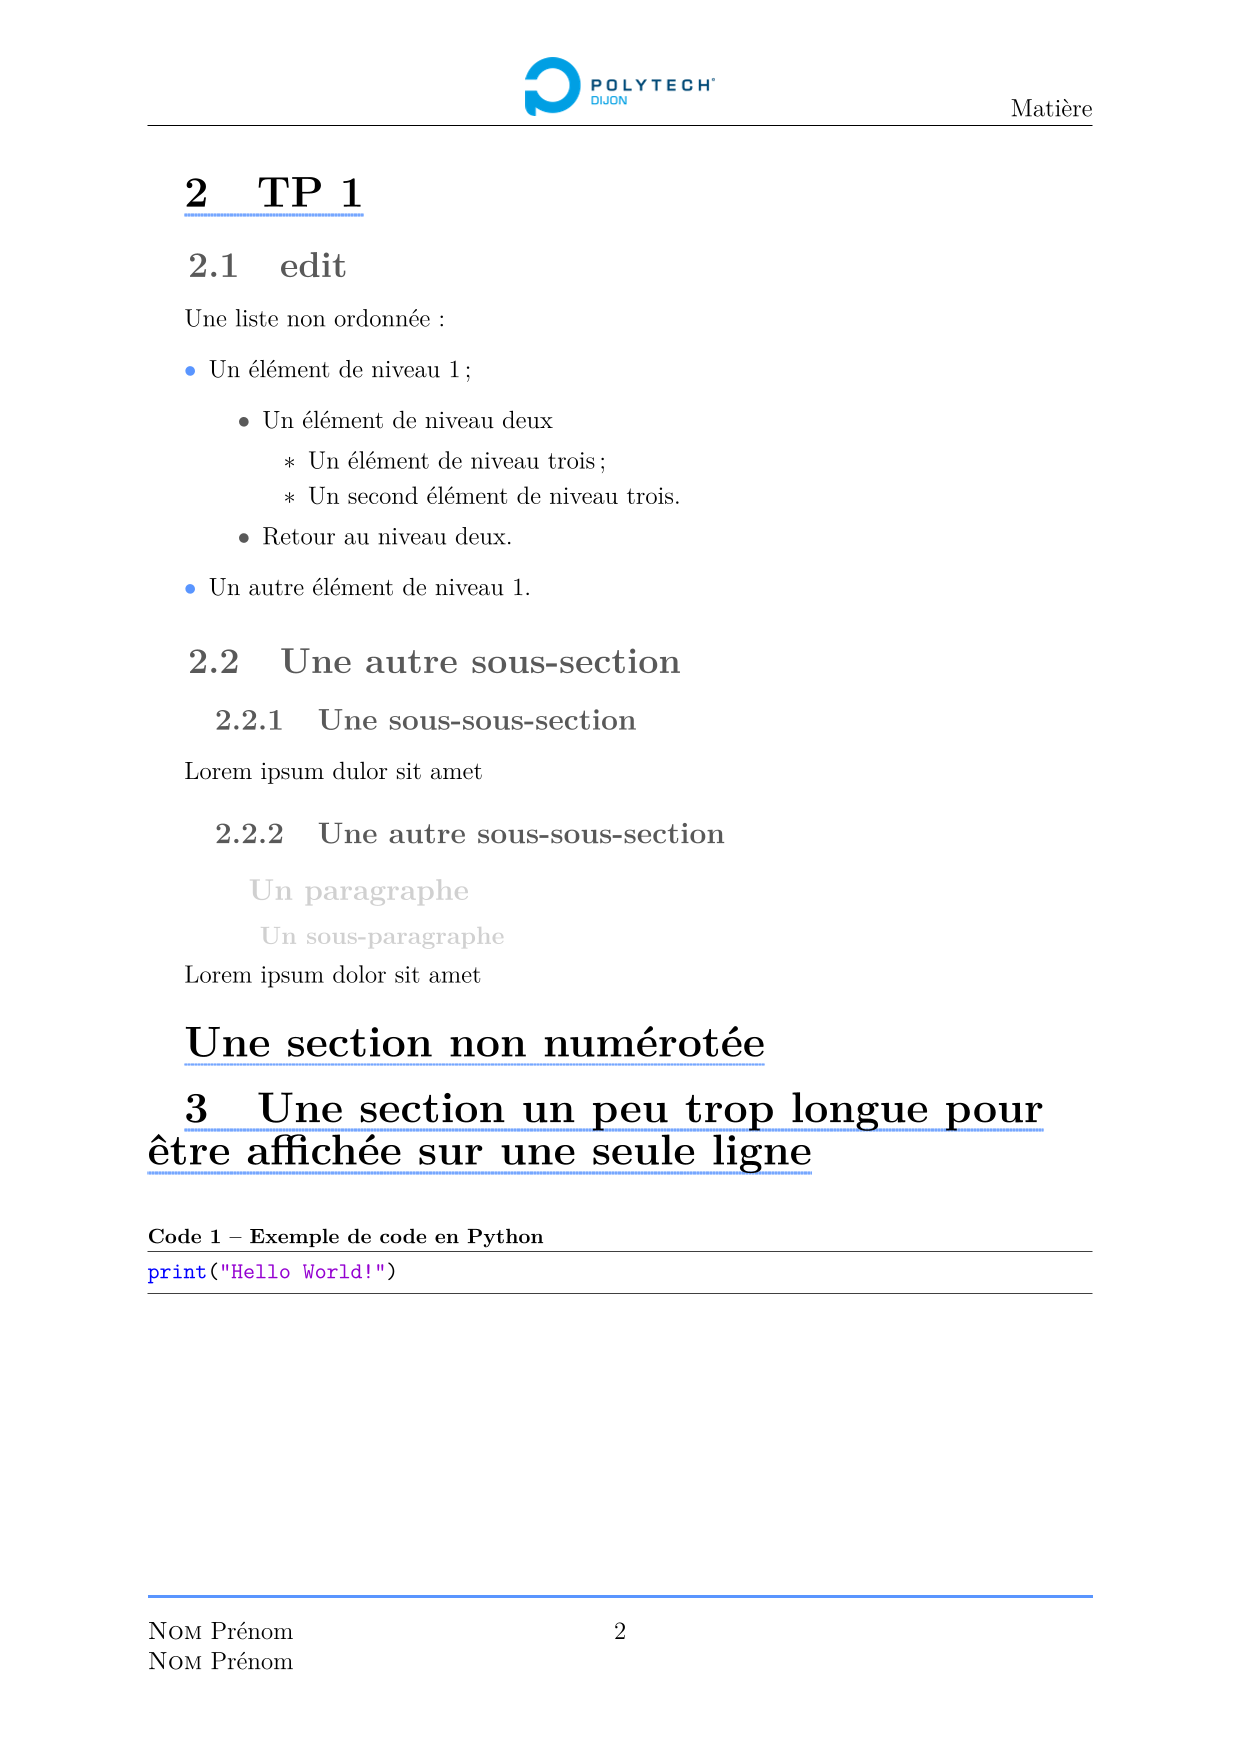 POLYTECH®
DIJON
Matière
2 TP 1
2.1 edit
Une liste non ordonnée :
• Un élément de niveau 1 ;
• Un élément de niveau deux
∗ Un élément de niveau trois ;
∗ Un second élément de niveau trois.
• Retour au niveau deux.
• Un autre élément de niveau 1.
2.2 Une autre sous-section
2.2.1 Une sous-sous-section
Lorem ipsum dulor sit amet
2.2.2 Une autre sous-sous-section
Un paragraphe
Un sous-paragraphe
Lorem ipsum dolor sit amet
Une section non numérotée
3 Une section un peu trop longue pour
être affichée sur une seule ligne
Code 1 – Exemple de code en Python
print("Hello World!")
Nom Prénom 2
Nom Prénom